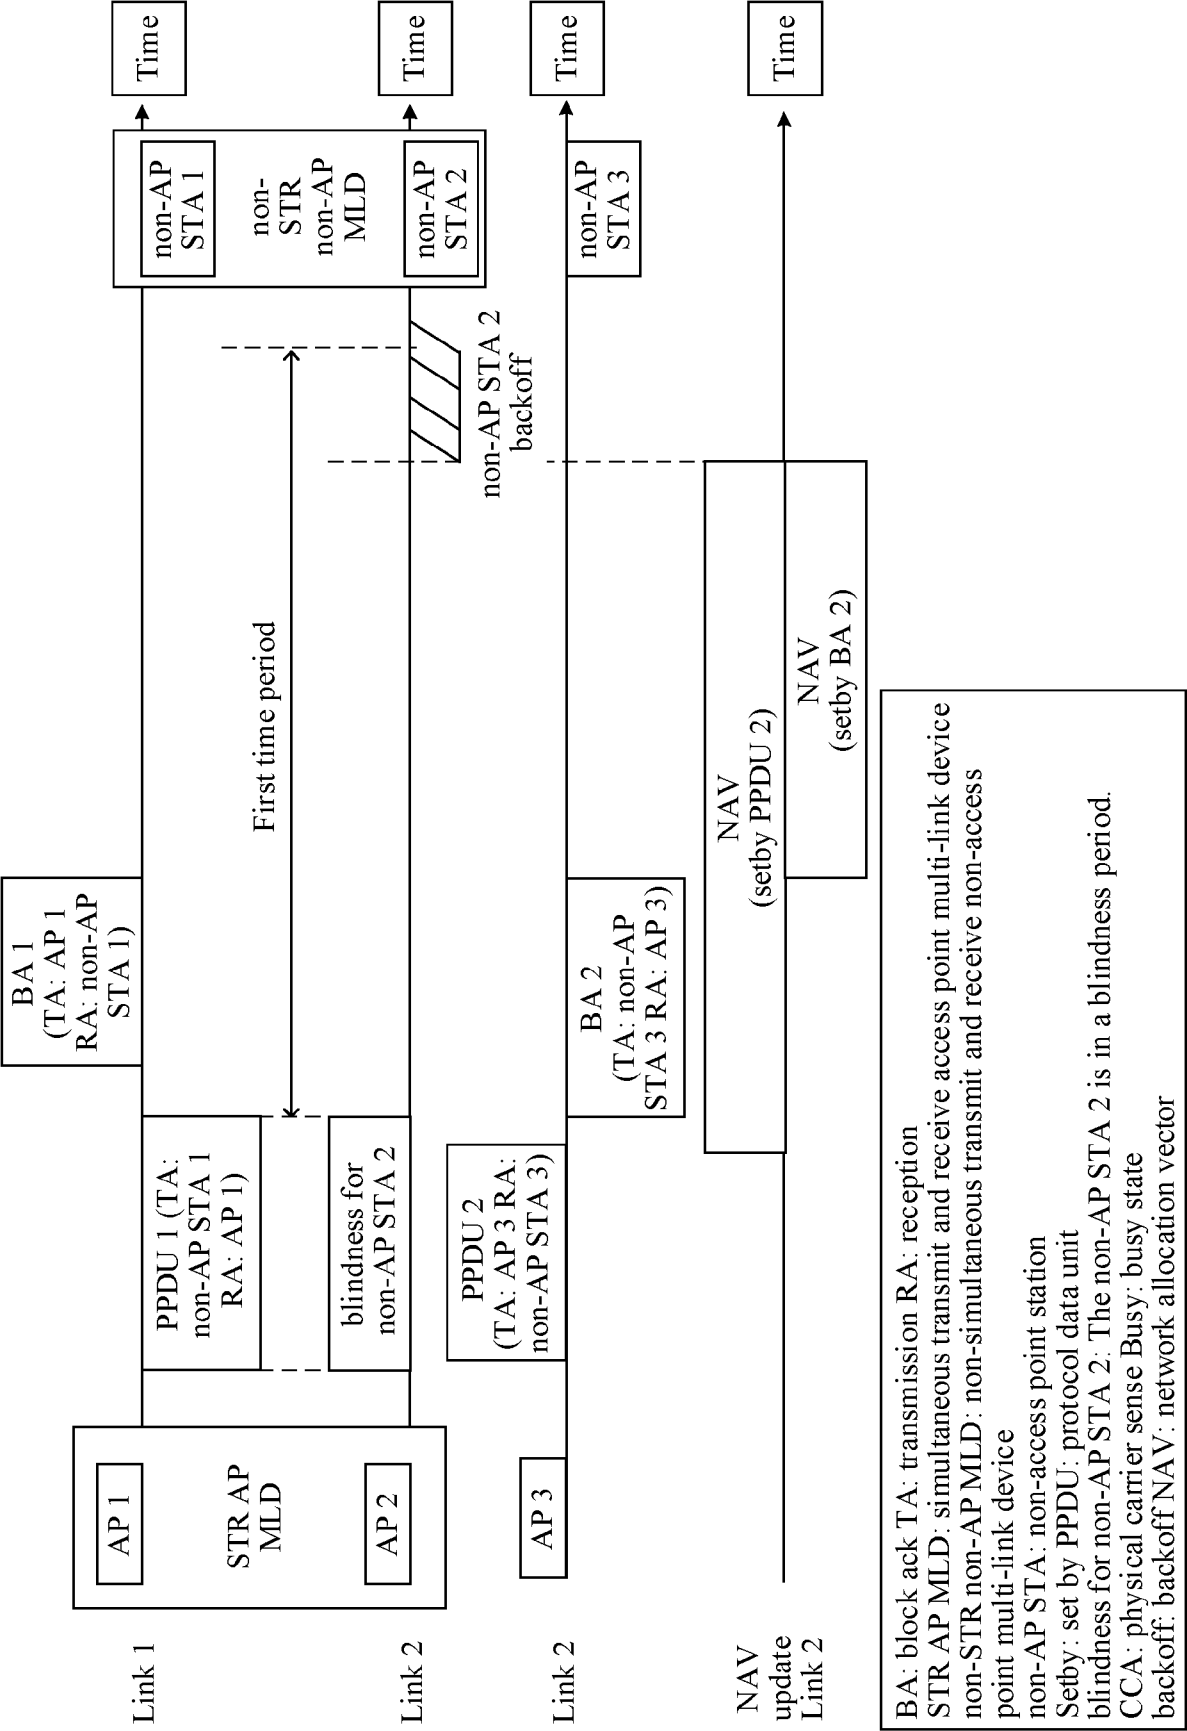 Link 1
AP 1
STR AP
MLD
AP 2
Link 2
PPDU 1 (TA:
non-AP STA 1
RA: AP 1)
BA 1
(TA: AP 1
RA: non-AP
STA 1)
blindness for
non-AP STA 2
First time period
non-AP STA 2
backoff
non-AP
STA 1
non-
STR
non-AP
MLD
non-AP
STA 2
Time
Time
Link 2
AP 3
PPDU 2
(TA: AP 3 RA:
non-AP STA 3)
BA 2
(TA: non-AP
STA 3 RA: AP 3)
non-AP
STA 3
Time
NAV
update
Link 2
NAV
(setby PPDU 2)
NAV
(setby BA 2)
Time
BA: block ack TA: transmission RA: reception
STR AP MLD: simultaneous transmit and receive access point multi-link device
non-STR non-AP MLD: non-simultaneous transmit and receive non-access
point multi-link device
non-AP STA: non-access point station
Setby: set by PPDU: protocol data unit
blindness for non-AP STA 2: The non-AP STA 2 is in a blindness period.
CCA: physical carrier sense Busy: busy state
backoff: backoff NAV: network allocation vector